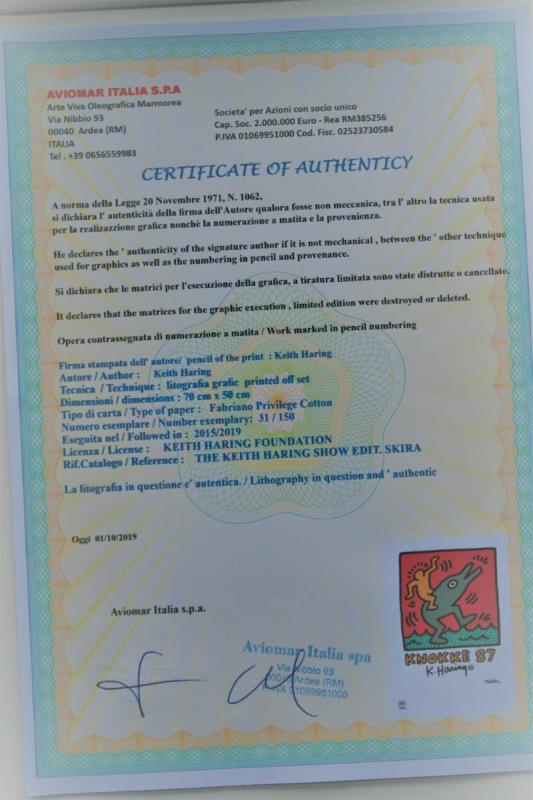 AVIOMAR ITALIA S.P.A
Arte Viva Oleografica Marmorea
Via Nibbio 93
00040 Ardea (RM)
ITALIA
Tel . +39 0656559983
Societa' per Azioni con socio unico
Cap. Soc. 2.000.000 Euro - Rea RM385256
P.IVA 01069951000 Cod. Fisc. 02523730584
CERTIFICATE OF AUTHENTICITY
A norma della Legge 20 Novembre 1971, N. 1062,
si dichiara l' autenticità della firma dell'Autore qualora fosse non meccanica, tra l' altro la tecnica usata
per la realizazzione grafica nonchè la numerazione a matita e la provenienza.
He declares the ' authenticity of the signature author if it is not mechanical , between the ' other technique
used for graphics as well as the numbering in pencil and provenance.
Si dichiara che le matrici per l'esecuzione della grafica, a tiratura limitata sono state distrutte o cancellate.
It declares that the matrices for the graphic execution , limited edition were destroyed or deleted.
Opera contrassegnata di numerazione a matita / Work marked in pencil numbering
Firma stampata dell' autore/ pencil of the print : Keith Haring
Autore / Author : Keith Haring
Tecnica / Technique : litografia grafic printed off set
Dimensioni / dimensions : 70 cm x 50 cm
Tipo di carta / Type of paper : Fabriano Privilege Cotton
Numero esemplare / Number exemplary: 31 / 150
Eseguita nel / Followed in : 2015/2019
Licenza / License : KEITH HARING FOUNDATION
Rif.Catalogo / Reference : THE KEITH HARING SHOW EDIT. SKIRA
La litografia in questione e' autentica. / Lithography in question and ' authentic
Oggi 01/10/2019
Aviomar Italia s.p.a.
Aviomar Italia spa
Via Nibbio 93
00040 Ardea (RM)
P.IVA 01069951000
KNOKKE 87
K. Haring